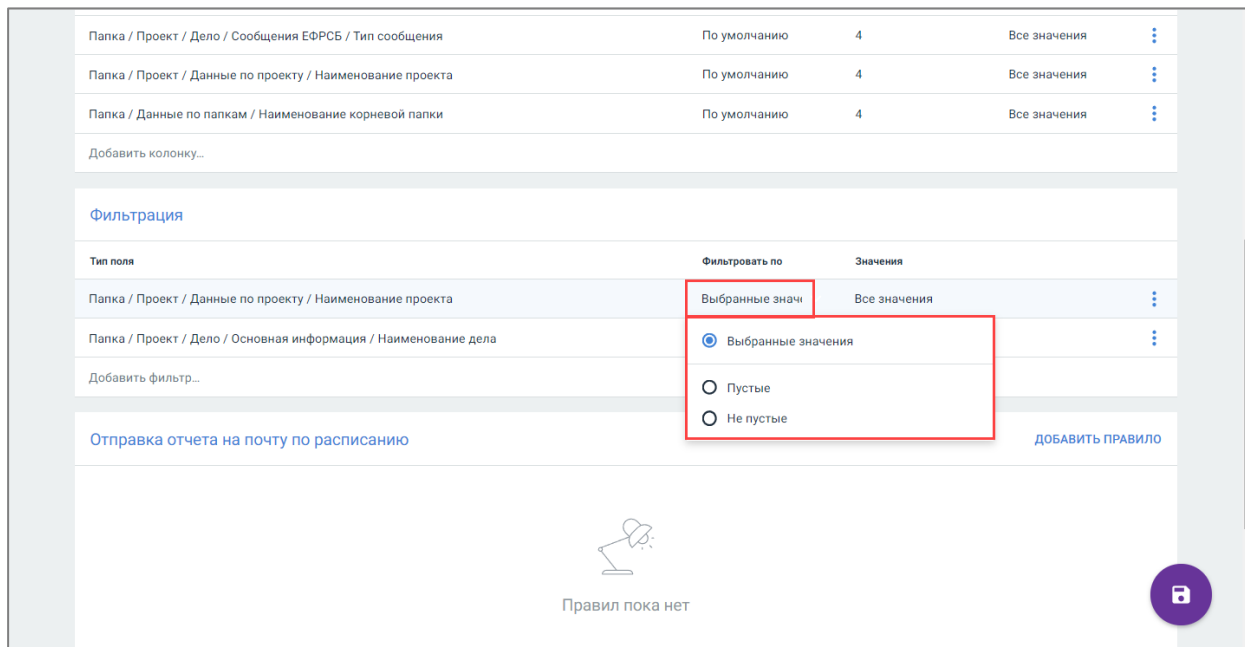 Папка / Проект / Дело / Сообщения ЕФРСБ / Тип сообщения По умолчанию 4 Все значения
Папка / Проект / Данные по проекту / Наименование проекта По умолчанию 4 Все значения
Папка / Данные по папкам / Наименование корневой папки По умолчанию 4 Все значения
Добавить колонку...
Фильтрация
Тип поля Фильтровать по Значения
Папка / Проект / Данные по проекту / Наименование проекта Выбранные значе Все значения
Папка / Проект / Дело / Основная информация / Наименование дела
Выбранные значения
Добавить фильтр...
Пустые
Не пустые
Отправка отчета на почту по расписанию ДОБАВИТЬ ПРАВИЛО
Правил пока нет